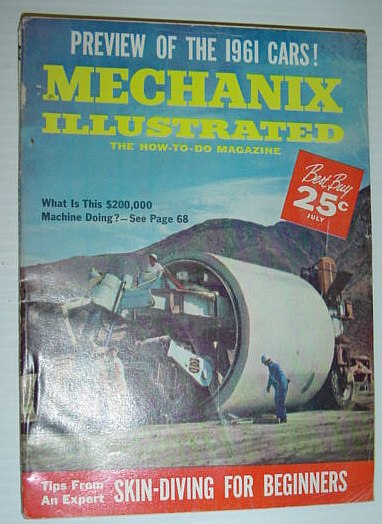 PREVIEW OF THE 1961 CARS!
MECHANIX
ILLUSTRATED
THE HOW-TO-DO MAGAZINE
Best Buy
25¢
JULY
What Is This $200,000
Machine Doing?—See Page 68
Tips From
An Expert
SKIN-DIVING FOR BEGINNERS